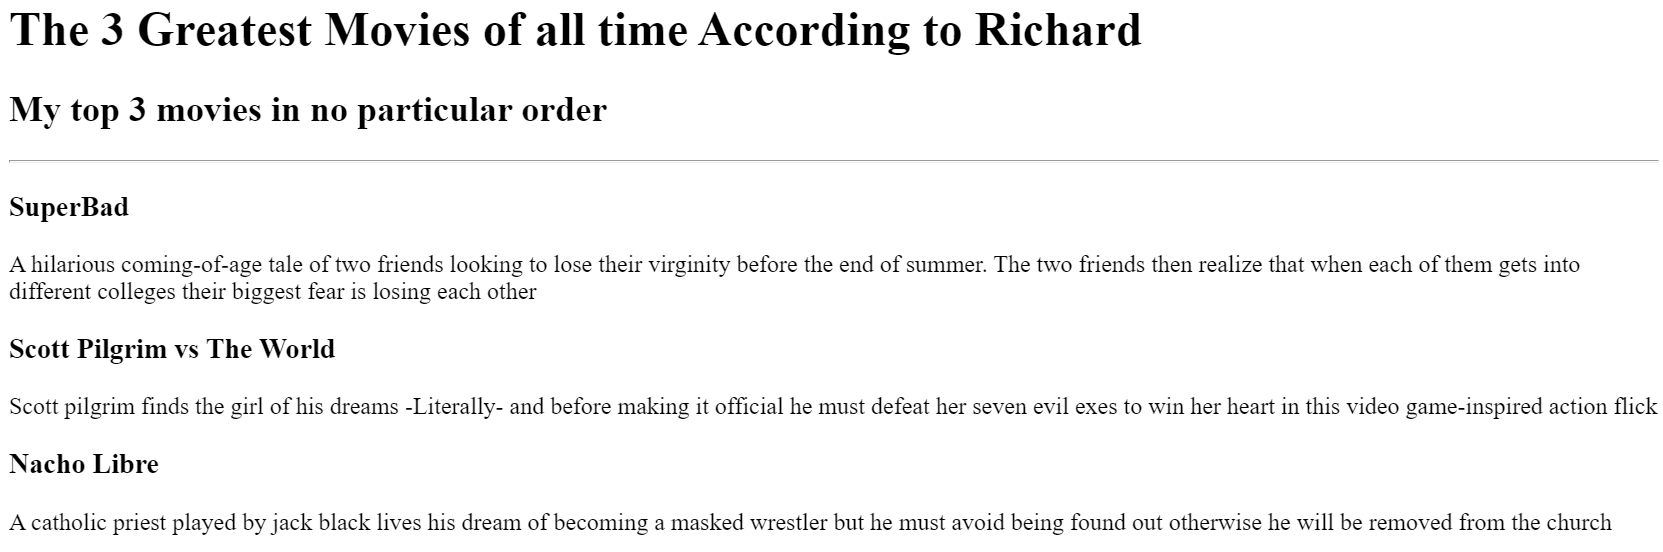 The 3 Greatest Movies of all time According to Richard
My top 3 movies in no particular order
SuperBad
A hilarious coming-of-age tale of two friends looking to lose their virginity before the end of summer. The two friends then realize that when each of them gets into
different colleges their biggest fear is losing each other
Scott Pilgrim vs The World
Scott pilgrim finds the girl of his dreams -Literally- and before making it official he must defeat her seven evil exes to win her heart in this video game-inspired action flick
Nacho Libre
A catholic priest played by jack black lives his dream of becoming a masked wrestler but he must avoid being found out otherwise he will be removed from the church